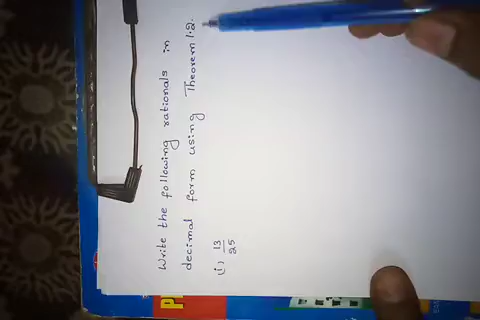 Write the following rationals in
decimal form using Theorem 1.2.
(i) 13/25